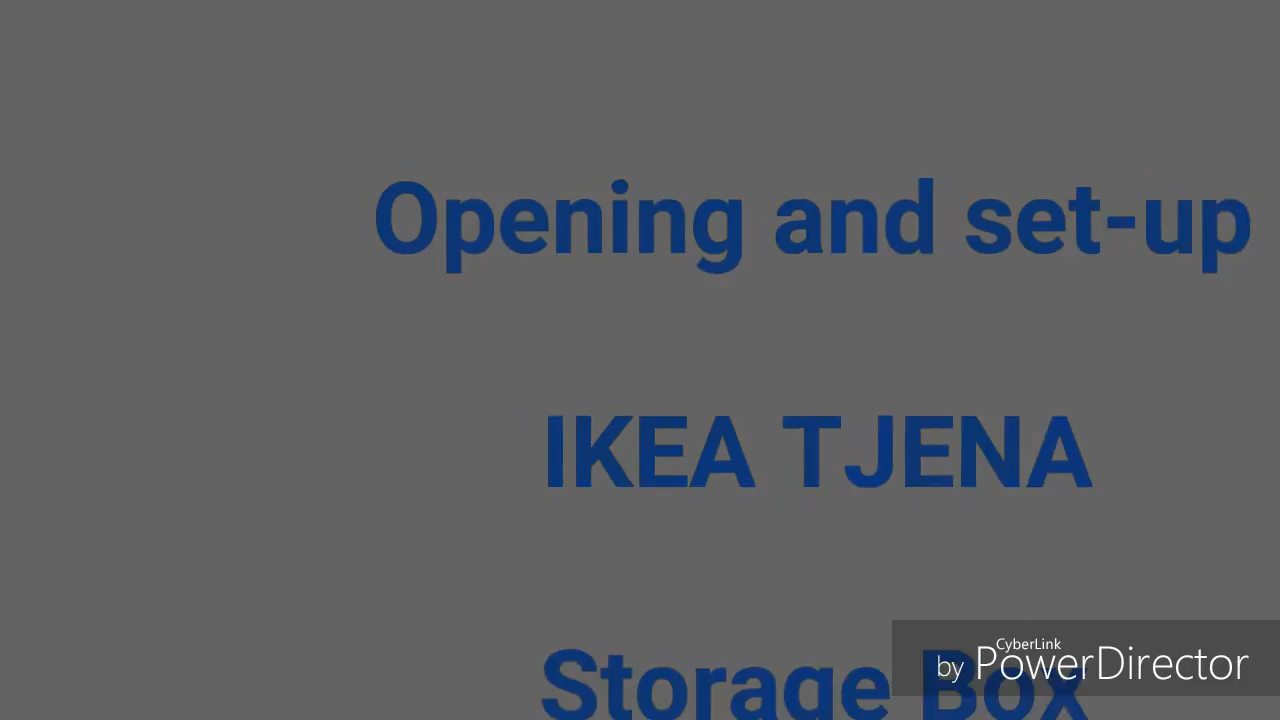 Opening and set-up
IKEA TJENA
Storage Box
CyberLink
by PowerDirector